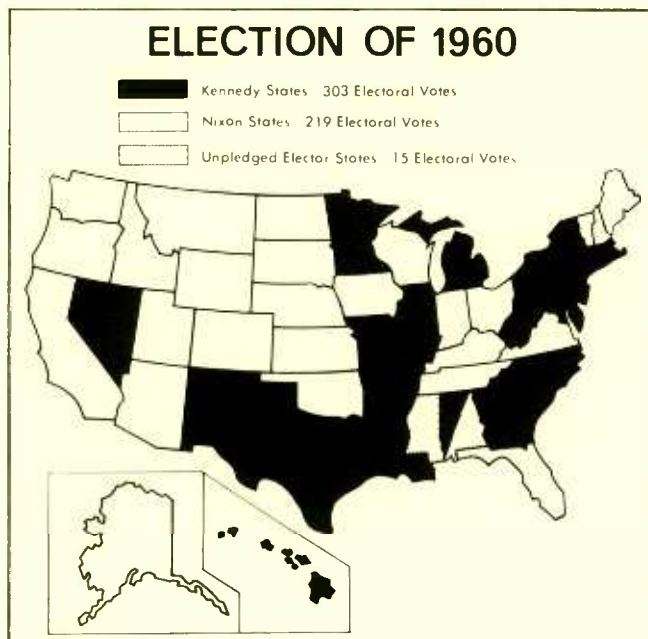 ELECTION OF 1960
Kennedy States 303 Electoral Votes
Nixon States 219 Electoral Votes
Unpledged Elector States 15 Electoral Votes